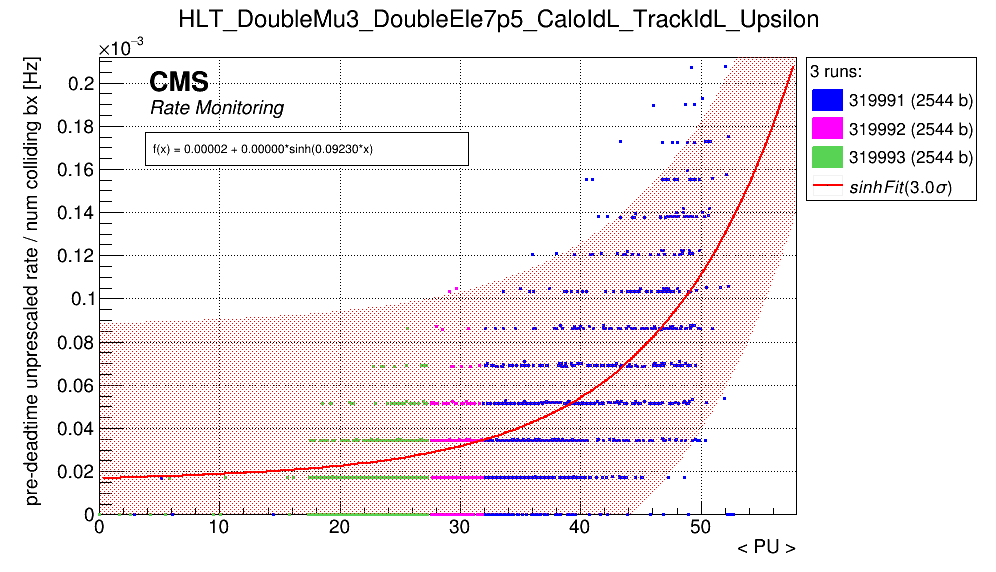 HLT_DoubleMu3_DoubleEle7p5_CaloIdL_TrackIdL_Upsilon
×10⁻³
pre-deadtime unprescaled rate / num colliding bx [Hz]
0.2
0.18
0.16
0.14
0.12
0.1
0.08
0.06
0.04
0.02
0
CMS
Rate Monitoring
f(x) = 0.00002 + 0.00000*sinh(0.09230*x)
0 10 20 30 40 50
< PU >
3 runs:
319991 (2544 b)
319992 (2544 b)
319993 (2544 b)
sinhFit(3.0σ)